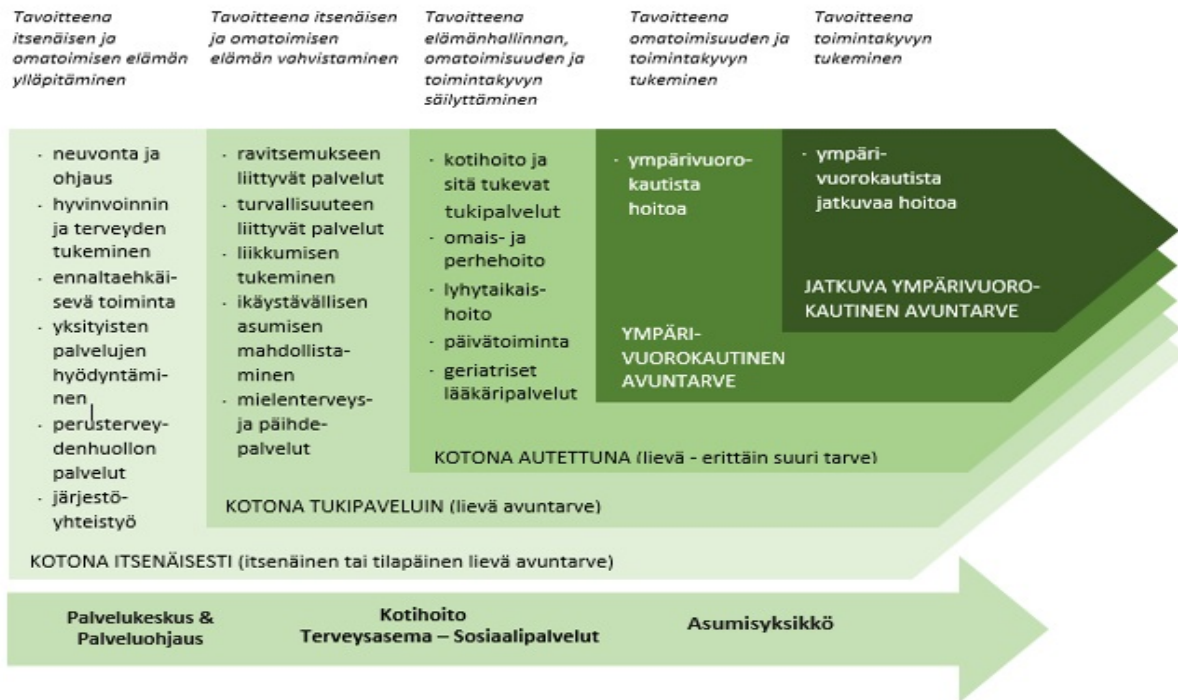 Tavoitteena
itsenäisen ja
omatoimisen elämän
ylläpitäminen
Tavoitteena itsenäisen
ja omatoimisen
elämän vahvistaminen
Tavoitteena
elämänhallinnan,
omatoimisuuden ja
toimintakyvyn
säilyttäminen
Tavoitteena
omatoimisuuden ja
toimintakyvyn
tukeminen
Tavoitteena
toimintakyvyn
tukeminen
· neuvonta ja
ohjaus
· hyvinvoinnin
ja terveyden
tukeminen
· ennaltaehkäi-
sevä toiminta
· yksityisten
palvelujen
hyödyntämi-
nen
· perustervey-
denhuollon
palvelut
· järjestö-
yhteistyö
KOTONA ITSENÄISESTI (itsenäinen tai tilapäinen lievä avuntarve)
· ravitsemukseen
liittyvät palvelut
· turvallisuuteen
liittyvät palvelut
· liikkumisen
tukeminen
· ikäystävällisen
asumisen
mahdollista-
minen
· mielenterveys-
ja päihde-
palvelut
KOTONA TUKIPAVELUIN (lievä avuntarve)
· kotihoito ja
sitä tukevat
tukipalvelut
· omais- ja
perhehoito
· lyhytaikais-
hoito
· päivätoiminta
· geriatriset
lääkäripalvelut
KOTONA AUTETTUNA (lievä - erittäin suuri tarve)
· ympärivuoro-
kautista
hoitoa
YMPÄRI-
VUOROKAUTINEN
AVUNTARVE
· ympäri-
vuorokautista
jatkuvaa hoitoa
JATKUVA YMPÄRIVUORO-
KAUTINEN AVUNTARVE
Palvelukeskus &
Palveluohjaus
Kotihoito
Terveysasema – Sosiaalipalvelut
Asumisyksikkö